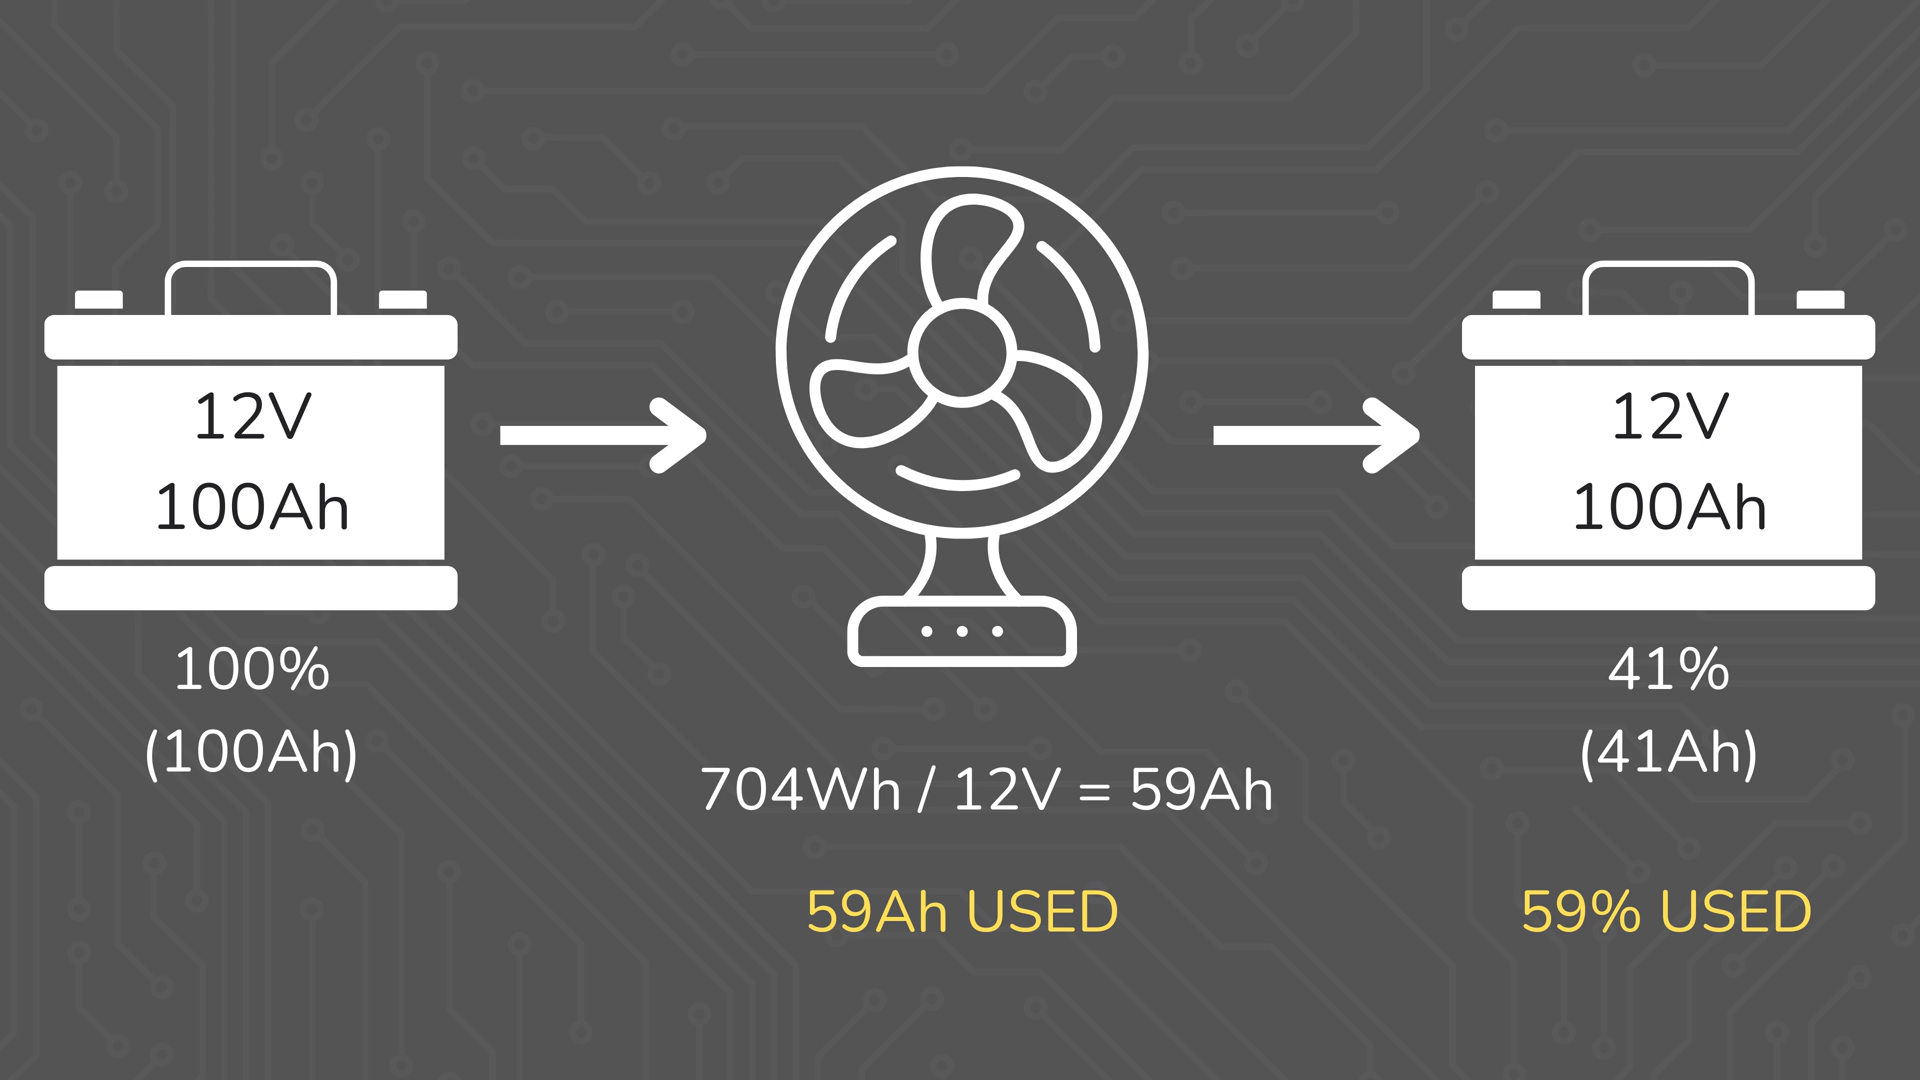 12V
100Ah
100%
(100Ah)
704Wh / 12V = 59Ah
59Ah USED
12V
100Ah
41%
(41Ah)
59% USED